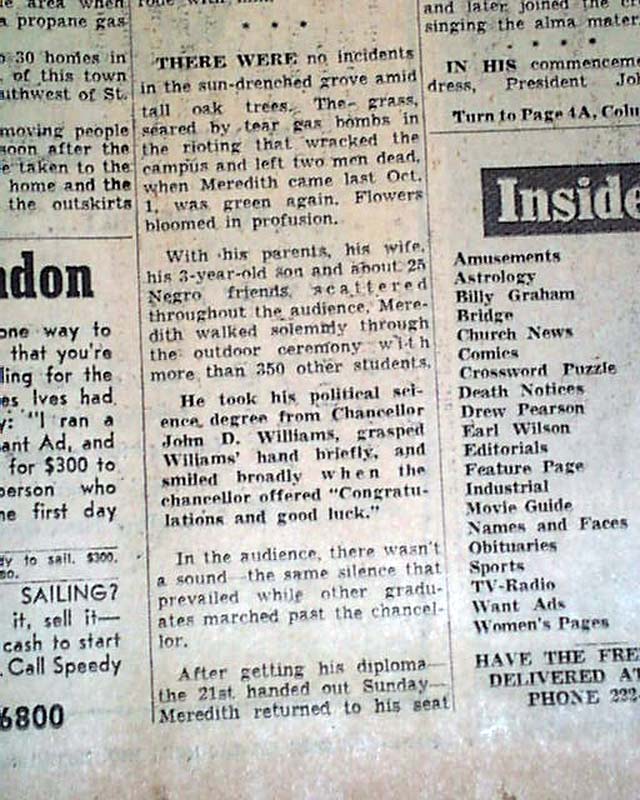 a propane gas
30 homes in
of this town
St.
moving people
soon after the
taken to the
home and the
the outskirts
one way to
that you're
for the
Ives had
"I ran a
Ad, and
for $300 to
person who
first day
to sail. $300.
SAILING?
it, sell it—
cash to start
Call Speedy
6800
* * *
THERE WERE no incidents
in the sun-drenched grove amid
tall oak trees. The grass,
seared by tear gas bombs in
the rioting that wracked the
campus and left two men dead,
when Meredith came last Oct.
1, was green again. Flowers
bloomed in profusion.
With his parents, his wife,
his 3-year-old son and about 25
Negro friends scattered
throughout the audience, Mere-
dith walked solemnly through
the outdoor ceremony with
more than 350 other students.
He took his political sci-
ence degree from Chancellor
John D. Williams, grasped
Wiliams' hand briefly, and
smiled broadly when the
chancellor offered "Congratu-
lations and good luck."
In the audience, there wasn't
a sound—the same silence that
prevailed while other gradu-
ates marched past the chancel-
lor.
After getting his diploma—
the 21st handed out Sunday—
Meredith returned to his seat
and later joined the
singing the alma mater
* * * *
IN HIS
dress, President
Turn to Page 4A,
Inside
Amusements
Astrology
Billy Graham
Bridge
Church News
Comics
Crossword Puzzle
Death Notices
Drew Pearson
Earl Wilson
Editorials
Feature Page
Industrial
Movie Guide
Names and Faces
Obituaries
Sports
TV-Radio
Want Ads
Women's Pages
HAVE THE
DELIVERED AT
PHONE 222